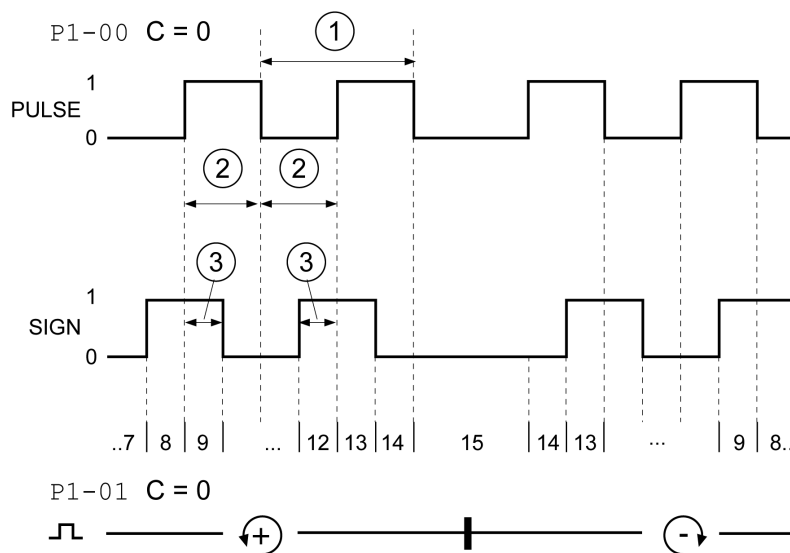 P1-00 C = 0
1
1
PULSE
0
2 2
3 3
1
SIGN
0
..7 8 9 ... 12 13 14 15 14 13 ... 9 8..
P1-01 C = 0
+ -